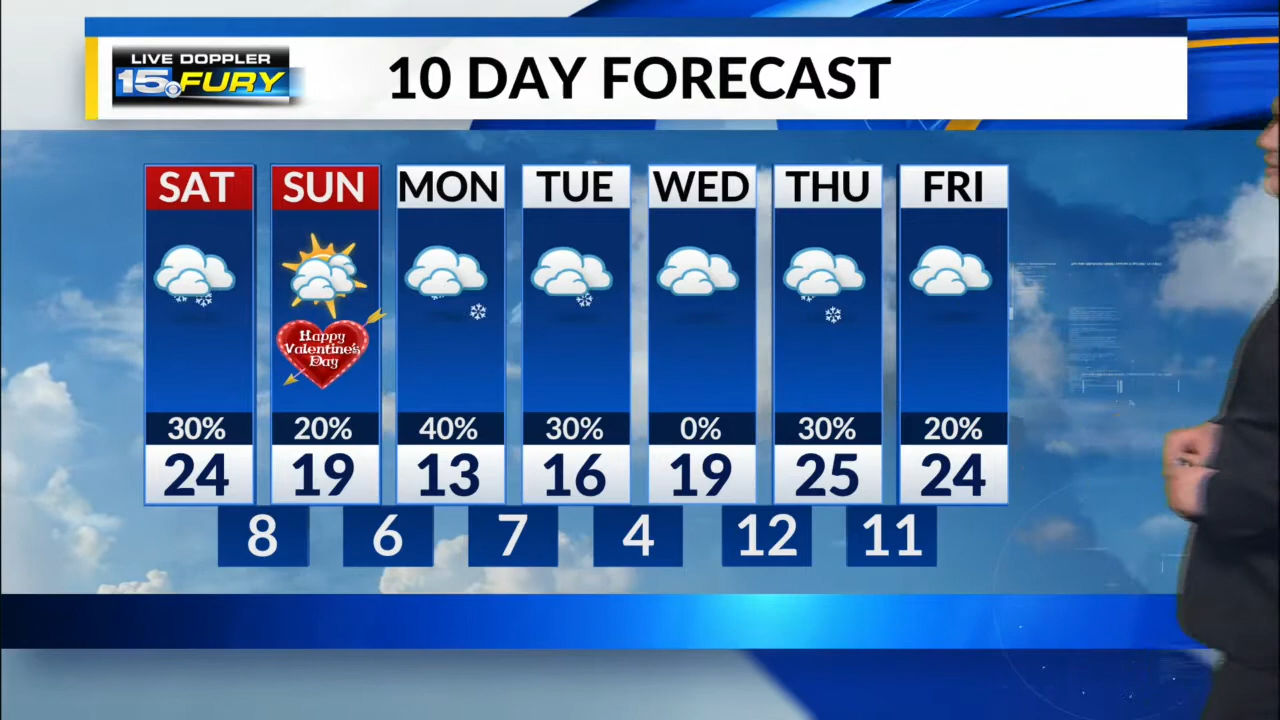 LIVE DOPPLER
15 FURY
10 DAY FORECAST
SAT SUN MON TUE WED THU FRI
Happy
Valentine's
Day
30% 20% 40% 30% 0% 30% 20%
24 19 13 16 19 25 24
8 6 7 4 12 11